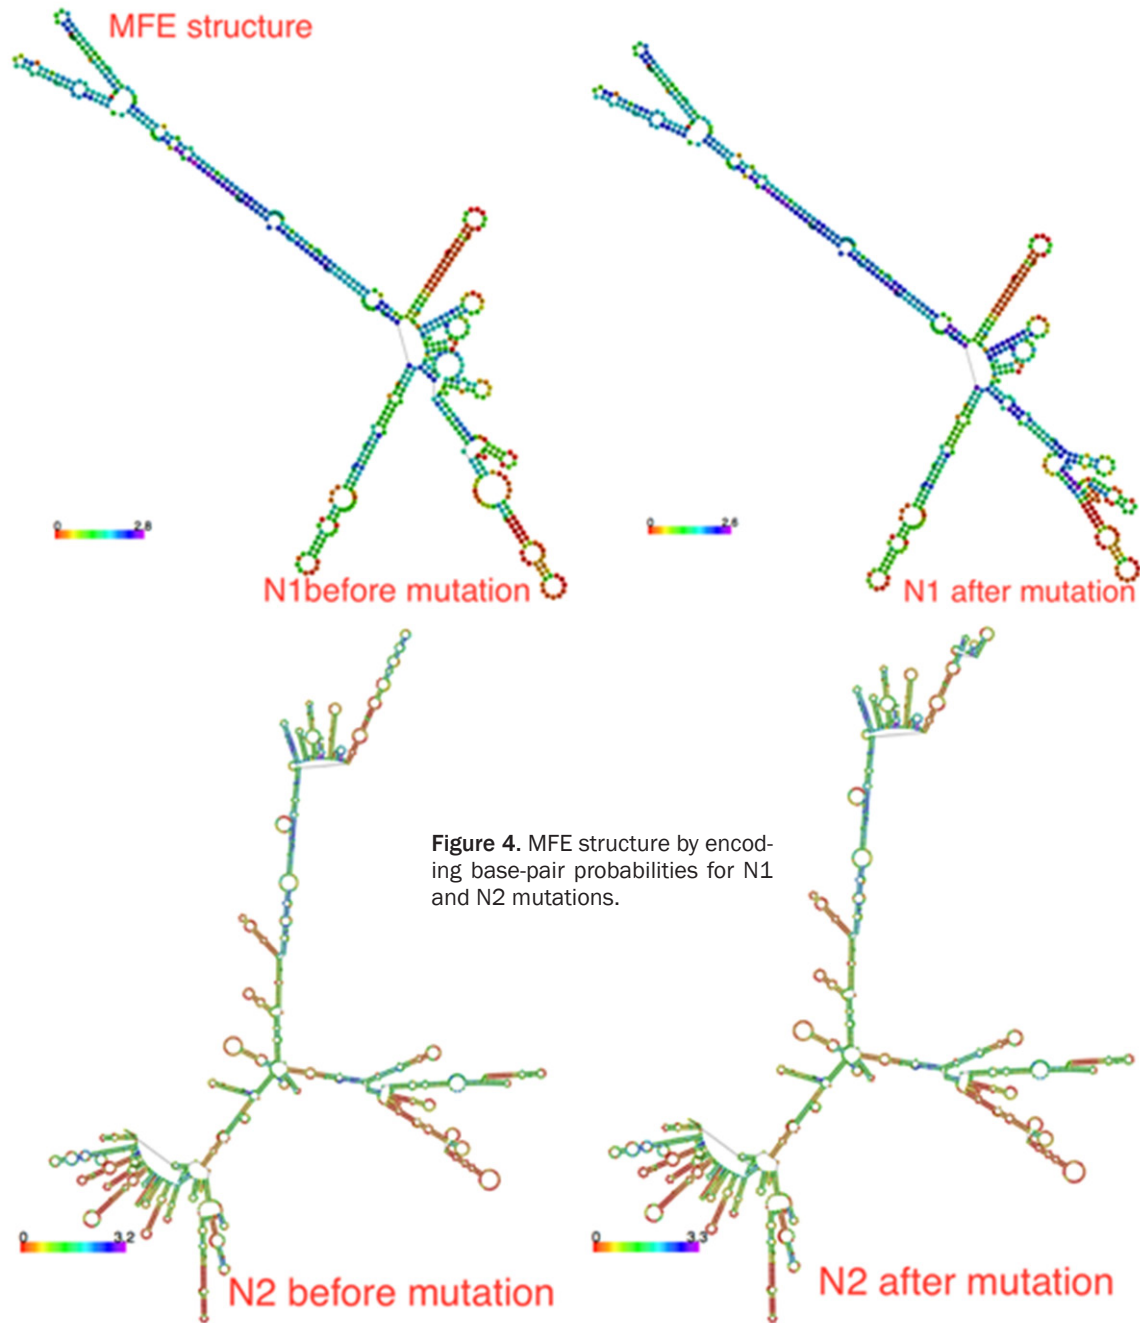 MFE structure
0 2.8
N1before mutation
0 2.6
N1 after mutation
Figure 4. MFE structure by encod-
ing base-pair probabilities for N1
and N2 mutations.
0 3.2
N2 before mutation
0 3.3
N2 after mutation